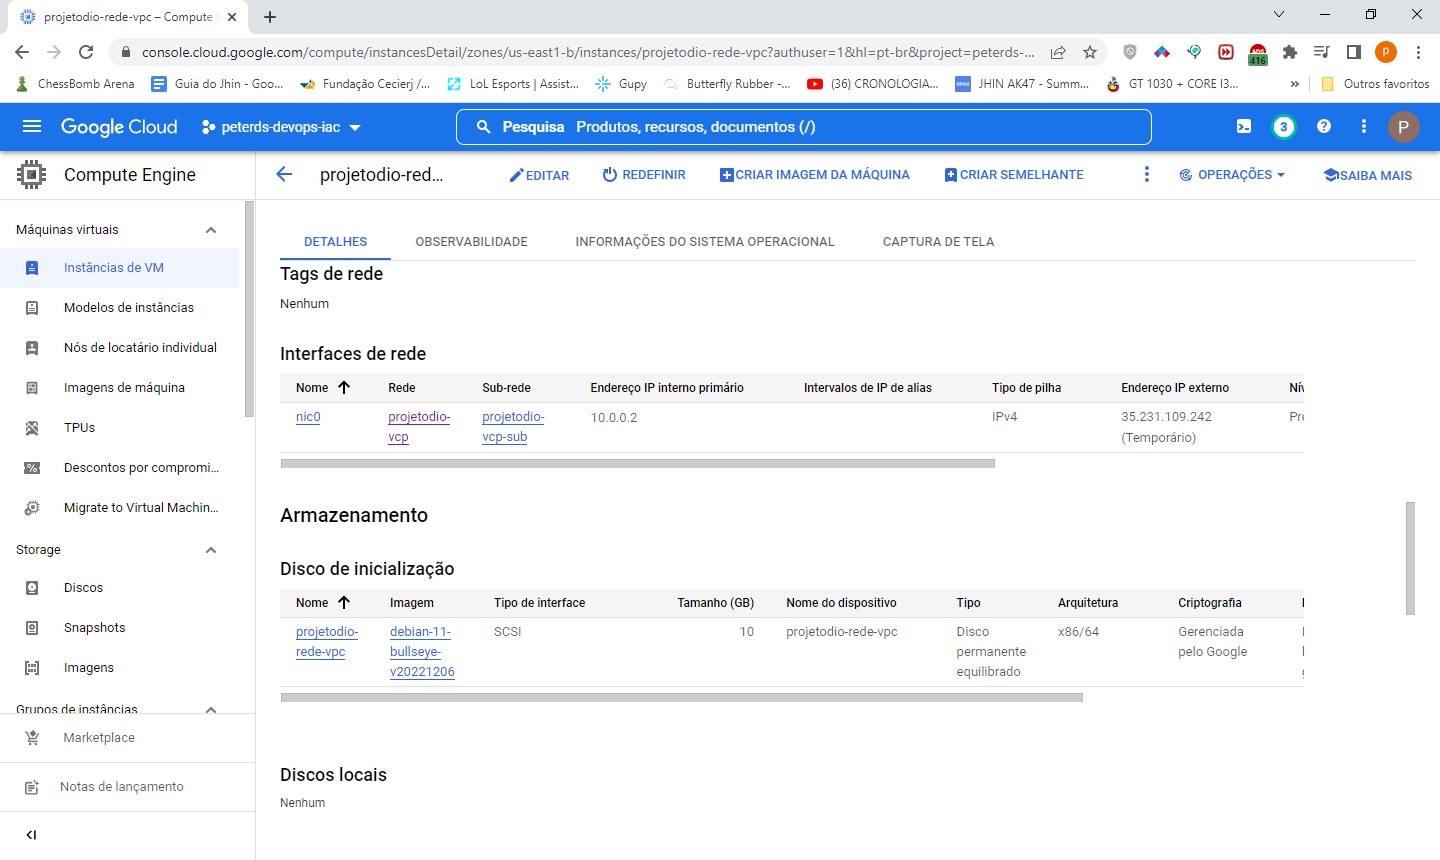 projetodio-rede-vpc – Compute
console.cloud.google.com/compute/instancesDetail/zones/us-east1-b/instances/projetodio-rede-vpc?authuser=1&hl=pt-br&project=peterds-...
416
P
ChessBomb Arena
Guia do Jhin - Goo...
Fundação Cecierj /...
LoL Esports | Assist...
Gupy
Butterfly Rubber -...
(36) CRONOLOGIA...
JHIN AK47 - Summ...
GT 1030 + CORE I3...
»
Outros favoritos
Google Cloud
peterds-devops-iac
Pesquisa Produtos, recursos, documentos (/)
3
P
Compute Engine
projetodio-red...
EDITAR
REDEFINIR
CRIAR IMAGEM DA MÁQUINA
CRIAR SEMELHANTE
OPERAÇÕES
SAIBA MAIS
Máquinas virtuais
Instâncias de VM
Modelos de instâncias
Nós de locatário individual
Imagens de máquina
TPUs
Descontos por compromi...
Migrate to Virtual Machin...
Storage
Discos
Snapshots
Imagens
Grupos de instâncias
Marketplace
Notas de lançamento
DETALHES
OBSERVABILIDADE
INFORMAÇÕES DO SISTEMA OPERACIONAL
CAPTURA DE TELA
Tags de rede
Nenhum
Interfaces de rede
Nome Rede Sub-rede Endereço IP interno primário Intervalos de IP de alias Tipo de pilha Endereço IP externo
nic0 projetodio- projetodio- 10.0.0.2 IPv4 35.231.109.242 Pre
vcp vcp-sub (Temporário)
Armazenamento
Disco de inicialização
Nome Imagem Tipo de interface Tamanho (GB) Nome do dispositivo Tipo Arquitetura Criptografia
projetodio- debian-11- SCSI 10 projetodio-rede-vpc Disco x86/64 Gerenciada
rede-vpc bullseye- permanente pelo Google
v20221206 equilibrado
Discos locais
Nenhum